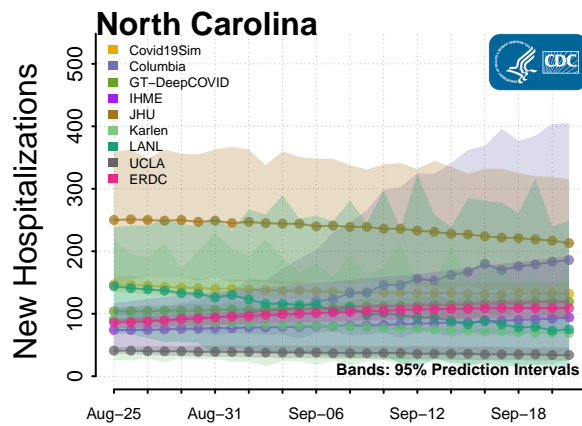 North Carolina
Covid19Sim
Columbia
GT−DeepCOVID
IHME
JHU
Karlen
LANL
UCLA
ERDC
CDC
New Hospitalizations
500
400
300
200
100
0
Bands: 95% Prediction Intervals
Aug−25
Aug−31
Sep−06
Sep−12
Sep−18